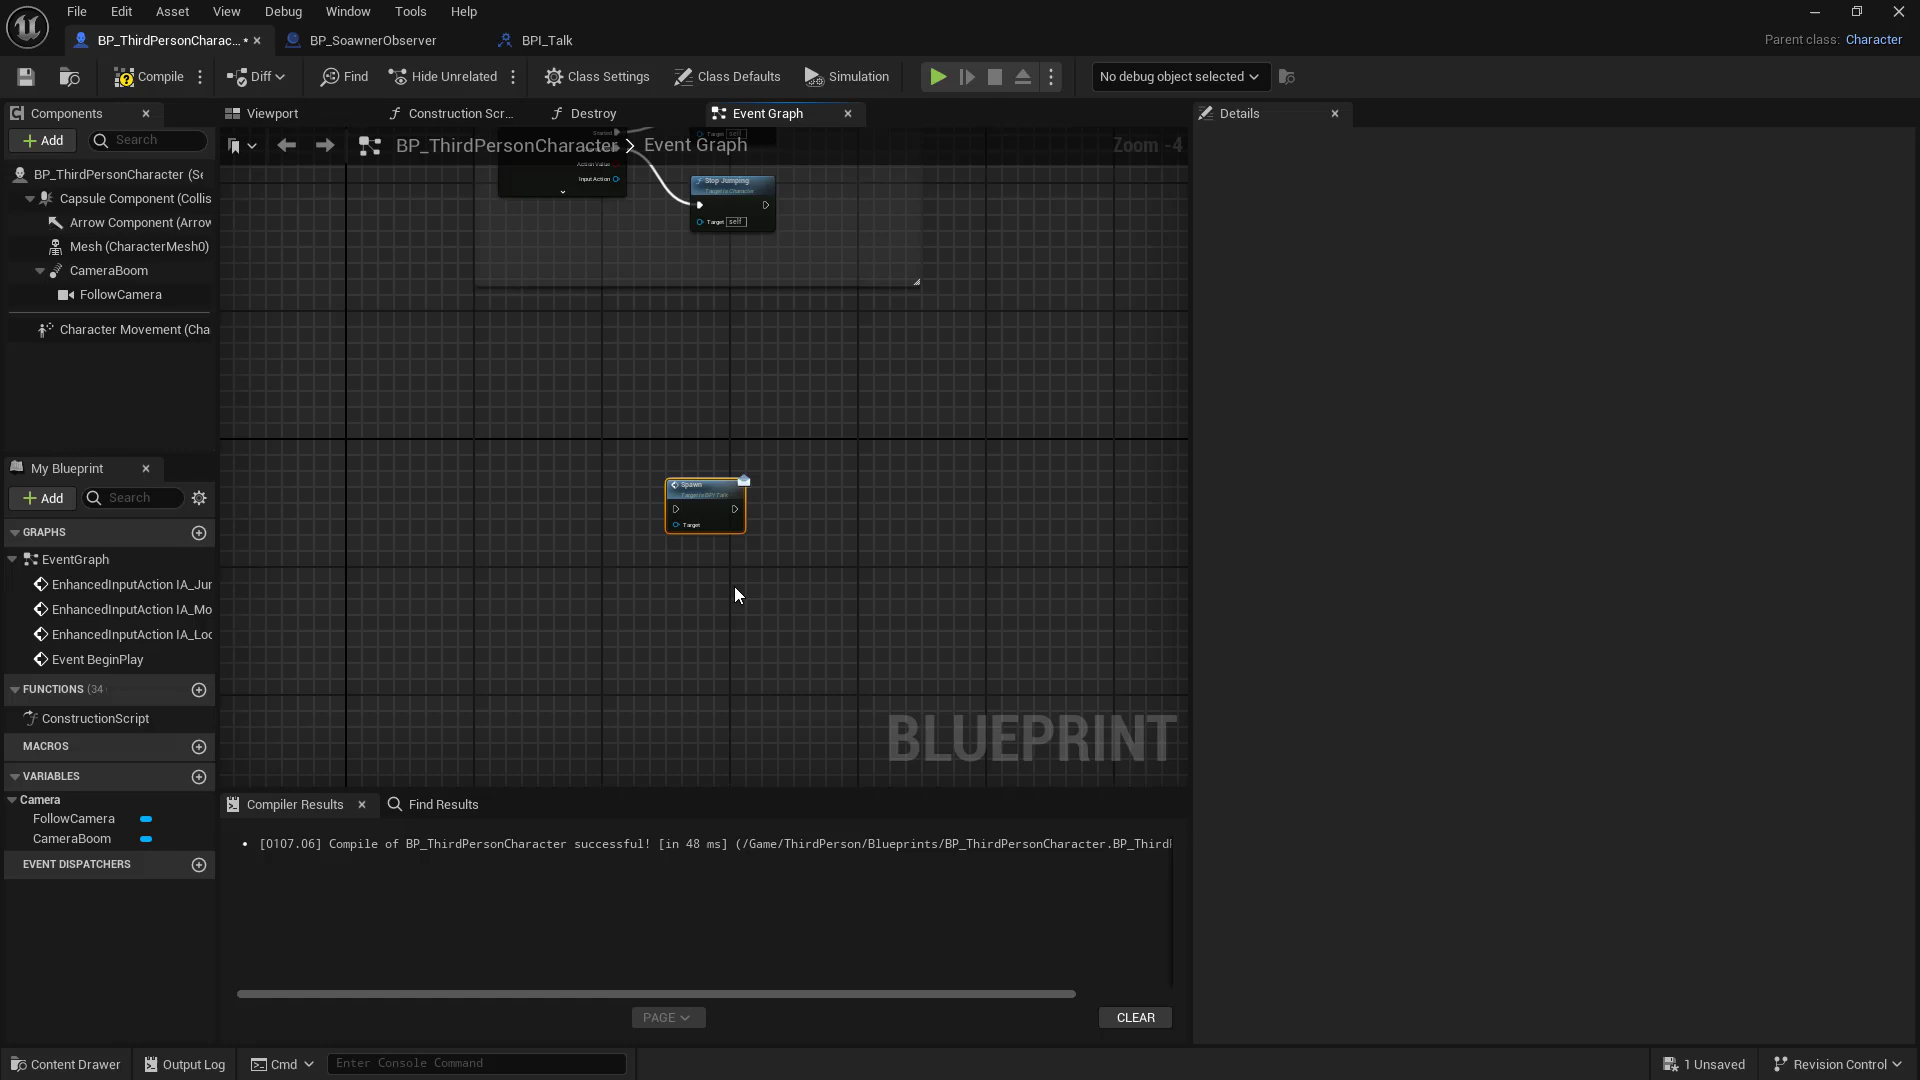 File Edit Asset View Debug Window Tools Help
BP_ThirdPersonCharac... •
BP_SoawnerObserver
BPI_Talk
Parent class: Character
Compile
Diff
Find
Hide Unrelated
Class Settings
Class Defaults
Simulation
No debug object selected
Components
Viewport
Construction Scr...
Destroy
Event Graph
Details
Add
Search
BP_ThirdPersonCharacter > Event Graph
Zoom -4
BP_ThirdPersonCharacter (Se
Capsule Component (Collis
Arrow Component (Arrow
Mesh (CharacterMesh0)
CameraBoom
FollowCamera
Character Movement (Cha
Started
Action Value
Input Action
Target self
Stop Jumping
Target is Character
Target self
Spawn
Target is BPI Talk
Target
My Blueprint
Add
Search
GRAPHS
EventGraph
EnhancedInputAction IA_Jur
EnhancedInputAction IA_Mo
EnhancedInputAction IA_Loc
Event BeginPlay
FUNCTIONS (34
ConstructionScript
MACROS
VARIABLES
Camera
FollowCamera
CameraBoom
EVENT DISPATCHERS
BLUEPRINT
Compiler Results
Find Results
• [0107.06] Compile of BP_ThirdPersonCharacter successful! [in 48 ms] (/Game/ThirdPerson/Blueprints/BP_ThirdPersonCharacter.BP_Third
PAGE
CLEAR
Content Drawer
Output Log
Cmd
Enter Console Command
1 Unsaved
Revision Control